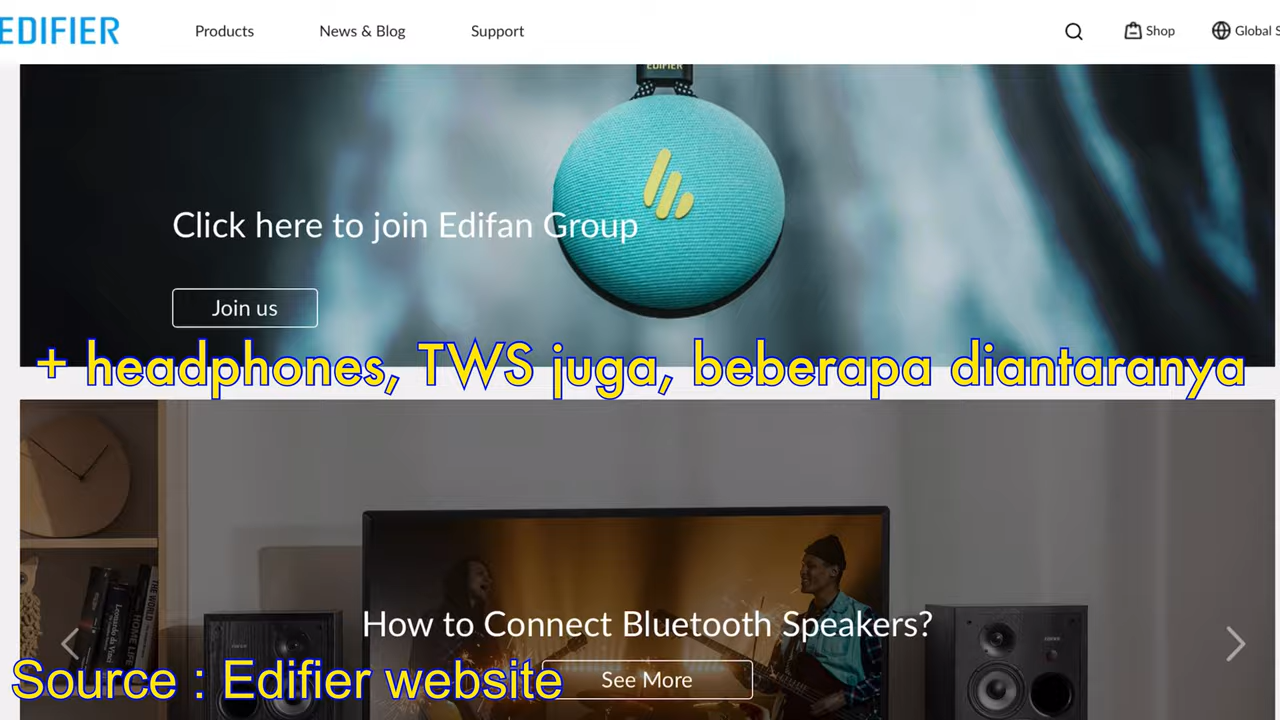 EDIFIER
Products
News & Blog
Support
Shop
Global S
EDIFIER
Click here to join Edifan Group
Join us
+ headphones, TWS juga, beberapa diantaranya
How to Connect Bluetooth Speakers?
See More
Source : Edifier website